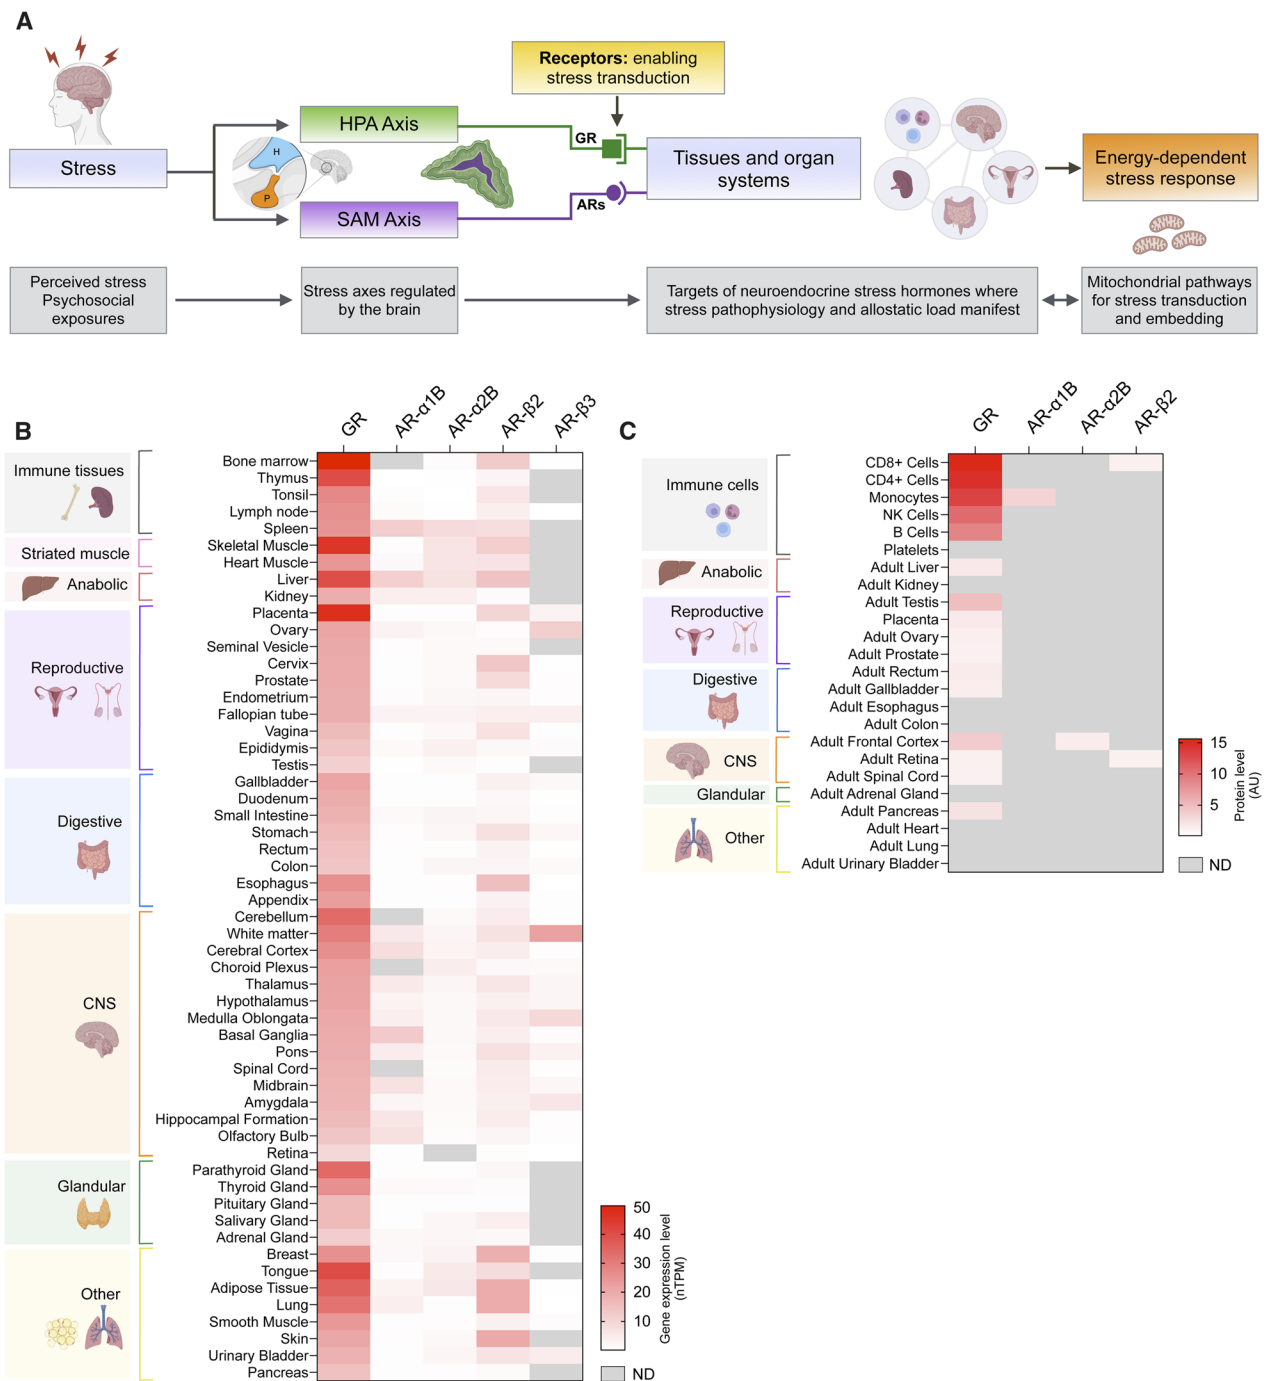 A
Receptors: enabling
stress transduction
HPA Axis
GR
Stress
H
P
Tissues and organ
systems
Energy-dependent
stress response
ARs
SAM Axis
Perceived stress
Psychosocial
exposures
Stress axes regulated
by the brain
Targets of neuroendocrine stress hormones where
stress pathophysiology and allostatic load manifest
Mitochondrial pathways
for stress transduction
and embedding
B
GR
AR-α1B
AR-α2B
AR-β2
AR-β3
Immune tissues
Striated muscle
Anabolic
Reproductive
Digestive
CNS
Glandular
Other
Bone marrow
Thymus
Tonsil
Lymph node
Spleen
Skeletal Muscle
Heart Muscle
Liver
Kidney
Placenta
Ovary
Seminal Vesicle
Cervix
Prostate
Endometrium
Fallopian tube
Vagina
Epididymis
Testis
Gallbladder
Duodenum
Small Intestine
Stomach
Rectum
Colon
Esophagus
Appendix
Cerebellum
White matter
Cerebral Cortex
Choroid Plexus
Thalamus
Hypothalamus
Medulla Oblongata
Basal Ganglia
Pons
Spinal Cord
Midbrain
Amygdala
Hippocampal Formation
Olfactory Bulb
Retina
Parathyroid Gland
Thyroid Gland
Pituitary Gland
Salivary Gland
Adrenal Gland
Breast
Tongue
Adipose Tissue
Lung
Smooth Muscle
Skin
Urinary Bladder
Pancreas
50
40
30
20
10
Gene expression level
(nTPM)
ND
C
GR
AR-α1B
AR-α2B
AR-β2
Immune cells
Anabolic
Reproductive
Digestive
CNS
Glandular
Other
CD8+ Cells
CD4+ Cells
Monocytes
NK Cells
B Cells
Platelets
Adult Liver
Adult Kidney
Adult Testis
Placenta
Adult Ovary
Adult Prostate
Adult Rectum
Adult Gallbladder
Adult Esophagus
Adult Colon
Adult Frontal Cortex
Adult Retina
Adult Spinal Cord
Adult Adrenal Gland
Adult Pancreas
Adult Heart
Adult Lung
Adult Urinary Bladder
15
10
5
Protein level
(AU)
ND